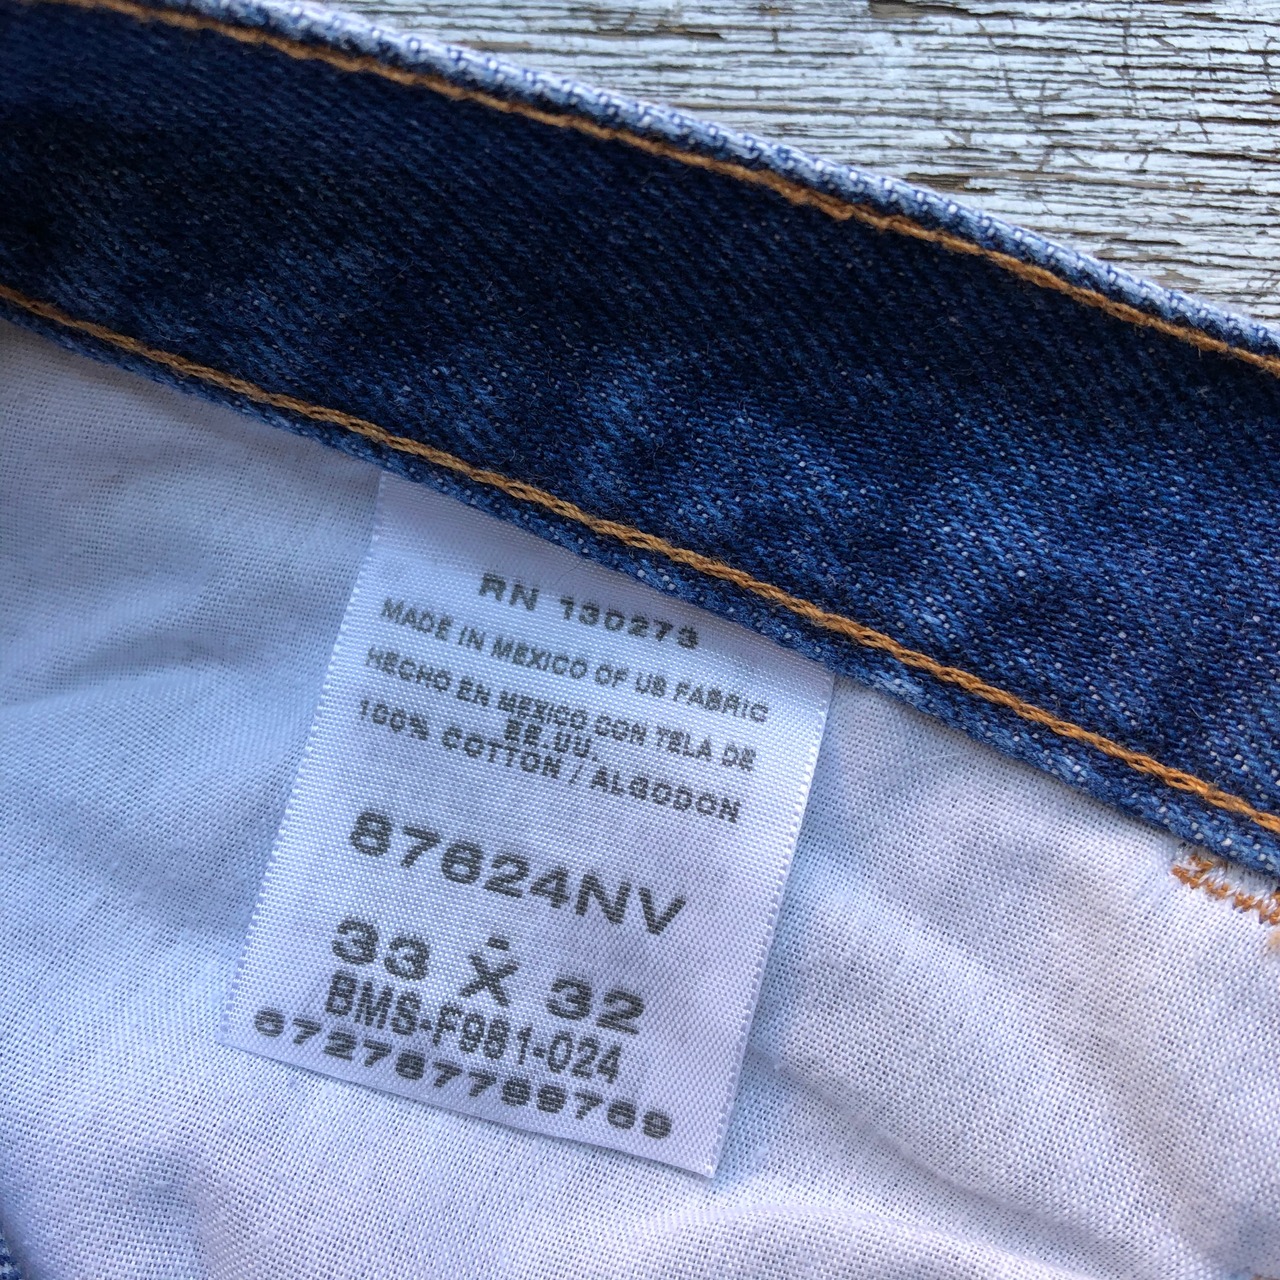 RN 130273
MADE IN MEXICO OF US FABRIC
HECHO EN MEXICO CON TELA DE
EE.UU.
100% COTTON / ALGODON
87624NV
-
33 X 32
BMS-F981-024